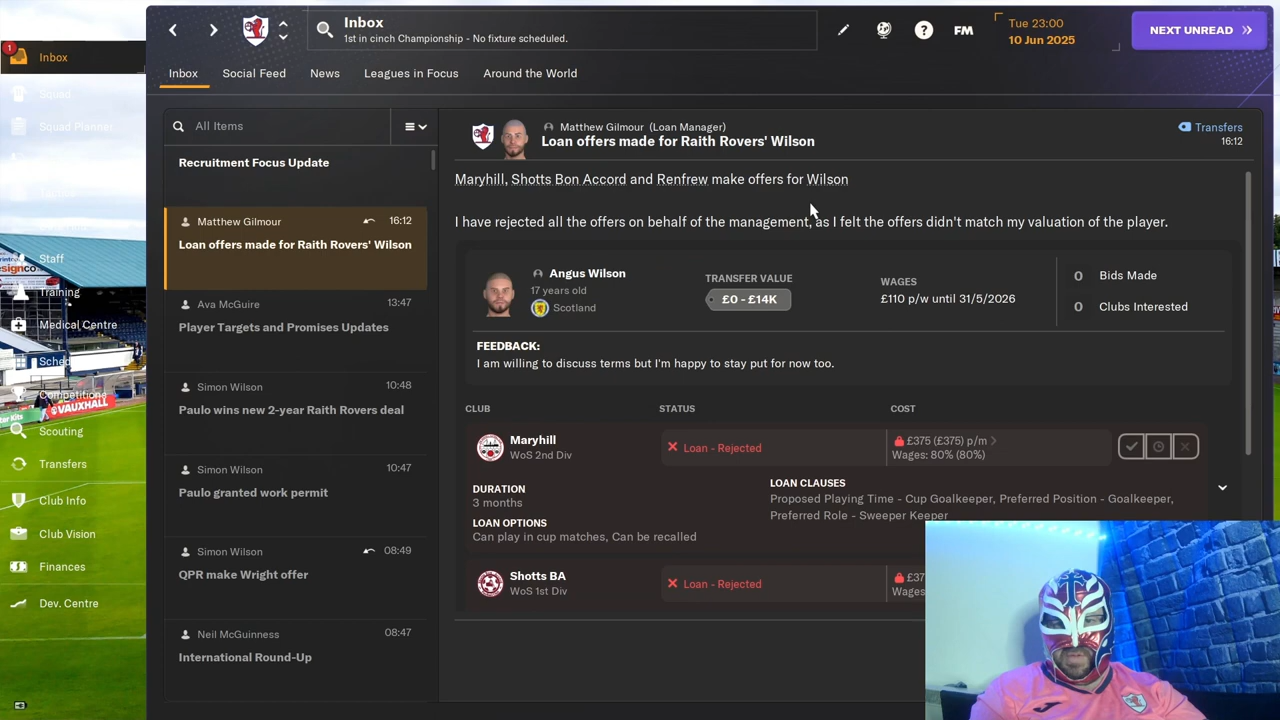 Inbox
1st in cinch Championship - No fixture scheduled.
FM
Tue 23:00
10 Jun 2025
NEXT UNREAD
1
Inbox
Squad
Squad Planner
Staff
Training
Medical Centre
Sched
Competitions
Scouting
Transfers
Club Info
Club Vision
Finances
Dev. Centre
VAUXHALL
Inbox
Social Feed
News
Leagues in Focus
Around the World
All Items
Recruitment Focus Update
Matthew Gilmour
16:12
Loan offers made for Raith Rovers' Wilson
Ava McGuire
13:47
Player Targets and Promises Updates
Simon Wilson
10:48
Paulo wins new 2-year Raith Rovers deal
Simon Wilson
10:47
Paulo granted work permit
Simon Wilson
08:49
QPR make Wright offer
Neil McGuinness
08:47
International Round-Up
Matthew Gilmour (Loan Manager)
Loan offers made for Raith Rovers' Wilson
Transfers
16:12
Maryhill, Shotts Bon Accord and Renfrew make offers for Wilson
I have rejected all the offers on behalf of the management, as I felt the offers didn't match my valuation of the player.
Angus Wilson
17 years old
Scotland
TRANSFER VALUE
£0 - £14K
WAGES
£110 p/w until 31/5/2026
0 Bids Made
0 Clubs Interested
FEEDBACK:
I am willing to discuss terms but I'm happy to stay put for now too.
CLUB
STATUS
COST
Maryhill
WoS 2nd Div
Loan - Rejected
£375 (£375) p/m
Wages: 80% (80%)
DURATION
3 months
LOAN OPTIONS
Can play in cup matches, Can be recalled
LOAN CLAUSES
Proposed Playing Time - Cup Goalkeeper, Preferred Position - Goalkeeper,
Preferred Role - Sweeper Keeper
Shotts BA
WoS 1st Div
Loan - Rejected
£37
Wages